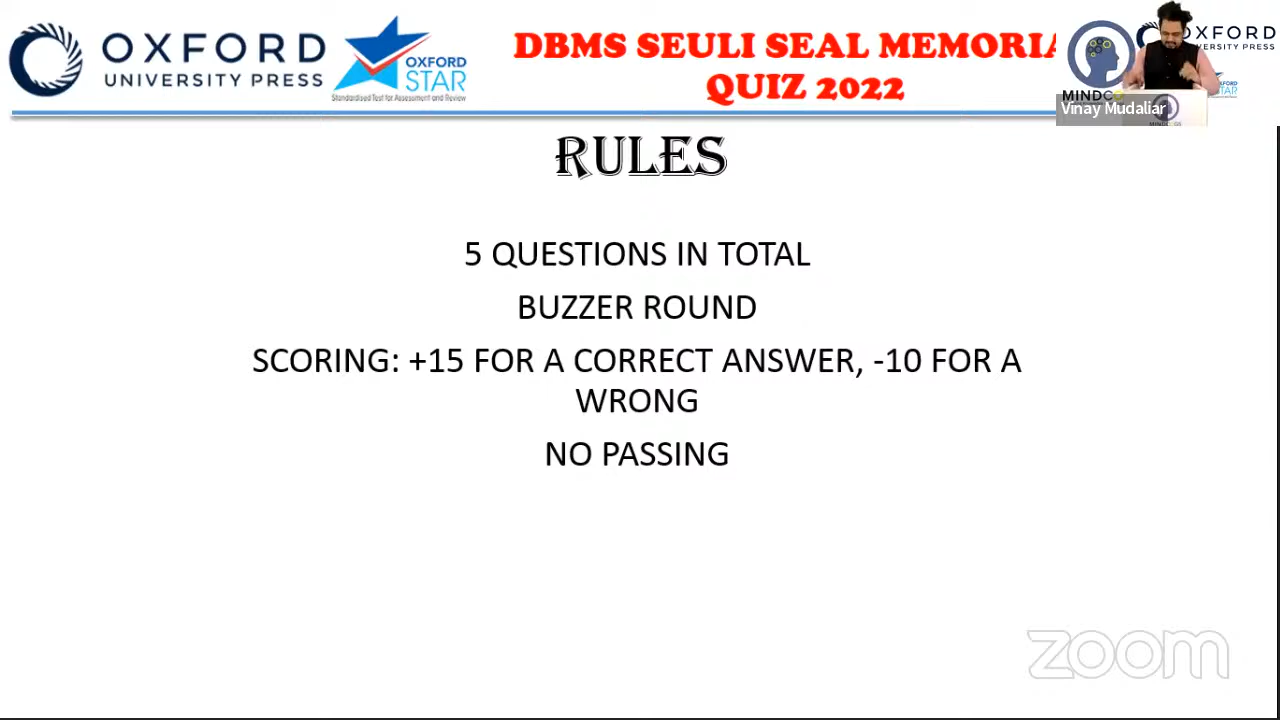 OXFORD
UNIVERSITY PRESS
OXFORD
STAR
Standardised Test for Assessment and Review
DBMS SEULI SEAL MEMORIA
QUIZ 2022
OXFORD
UNIVERSITY PRESS
MINDC
Vinay Mudaliar
RULES
5 QUESTIONS IN TOTAL
BUZZER ROUND
SCORING: +15 FOR A CORRECT ANSWER, -10 FOR A
WRONG
NO PASSING
zoom